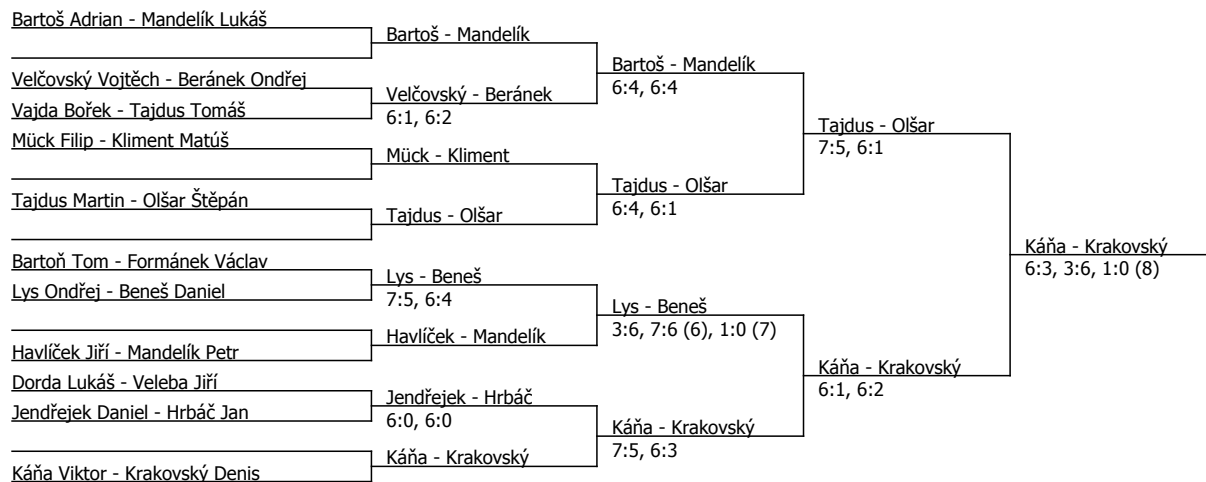 Bartoš Adrian - Mandelík Lukáš
Velčovský Vojtěch - Beránek Ondřej
Vajda Bořek - Tajdus Tomáš
Mück Filip - Kliment Matúš
Tajdus Martin - Olšar Štěpán
Bartoň Tom - Formánek Václav
Lys Ondřej - Beneš Daniel
Havlíček Jiří - Mandelík Petr
Dorda Lukáš - Veleba Jiří
Jendřejek Daniel - Hrbáč Jan
Káňa Viktor - Krakovský Denis
Bartoš - Mandelík
Velčovský - Beránek
6:1, 6:2
Mück - Kliment
Tajdus - Olšar
Lys - Beneš
7:5, 6:4
Havlíček - Mandelík
Jendřejek - Hrbáč
6:0, 6:0
Káňa - Krakovský
Bartoš - Mandelík
6:4, 6:4
Tajdus - Olšar
6:4, 6:1
Lys - Beneš
3:6, 7:6 (6), 1:0 (7)
Káňa - Krakovský
7:5, 6:3
Tajdus - Olšar
7:5, 6:1
Káňa - Krakovský
6:1, 6:2
Káňa - Krakovský
6:3, 3:6, 1:0 (8)